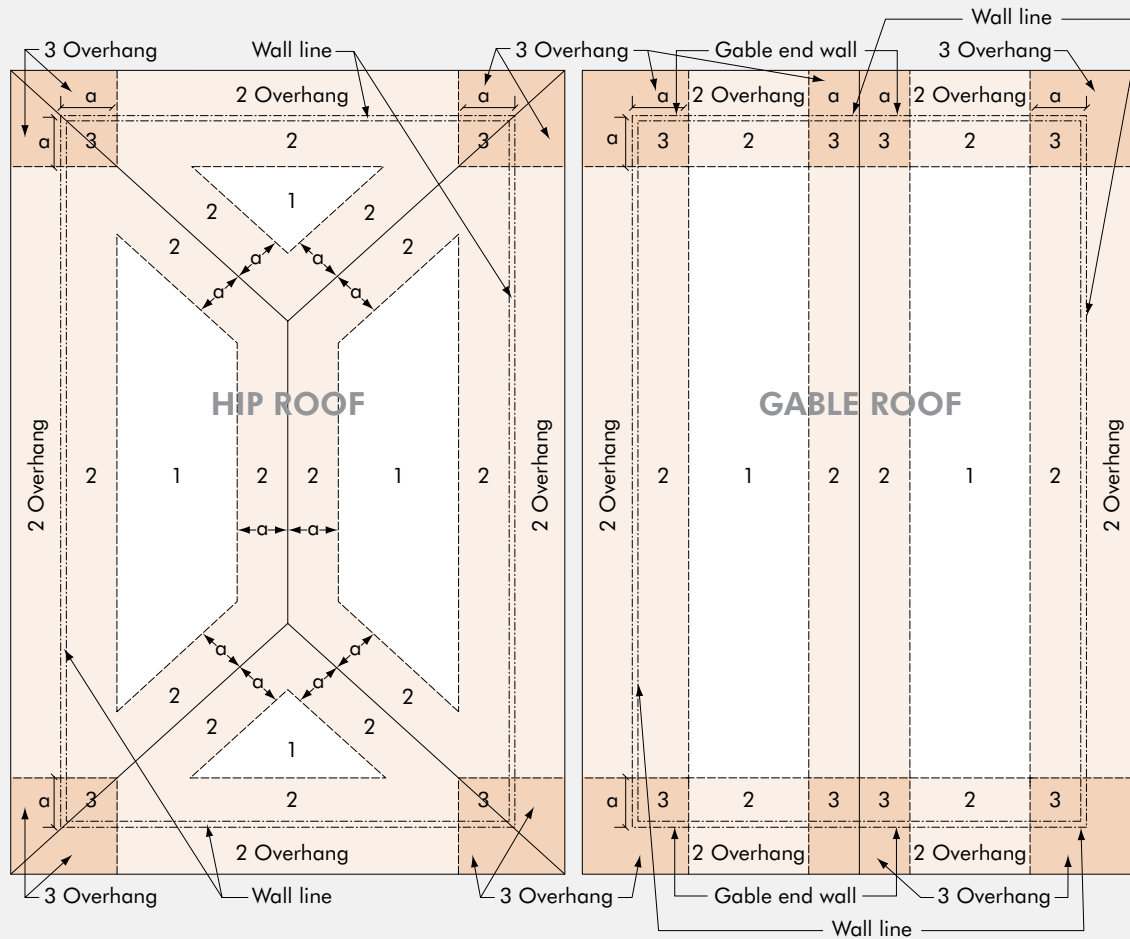 Wall line
3 Overhang Wall line 3 Overhang Gable end wall 3 Overhang
a 2 Overhang a a 2 Overhang a a 2 Overhang a
a 3 2 3 a 3 2 3 3 2 3
1
2 2
2 2
a a
a a
HIP ROOF GABLE ROOF
2 Overhang 2 Overhang 2 Overhang 2 Overhang
2 1 2 2 1 2 2 1 2 2 1 2
a a
a a
a a
2 2
2 2
1
a 3 2 3 a 3 2 3 3 2 3
2 Overhang 2 Overhang 2 Overhang
3 Overhang Wall line 3 Overhang Gable end wall 3 Overhang
Wall line